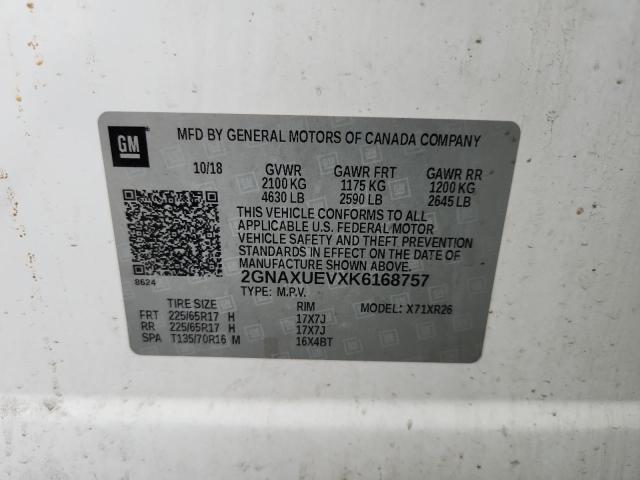 GM
MFD BY GENERAL MOTORS OF CANADA COMPANY
10/18 GVWR GAWR FRT GAWR RR
2100 KG 1175 KG 1200 KG
4630 LB 2590 LB 2645 LB
THIS VEHICLE CONFORMS TO ALL
APPLICABLE U.S. FEDERAL MOTOR
VEHICLE SAFETY AND THEFT PREVENTION
STANDARDS IN EFFECT ON THE DATE OF
MANUFACTURE SHOWN ABOVE.
8624 2GNAXUEVXK6168757
TYPE: M.P.V. MODEL: X71XR26
TIRE SIZE RIM
FRT 225/65R17 H 17X7J
RR 225/65R17 H 17X7J
SPA T135/70R16 M 16X4BT